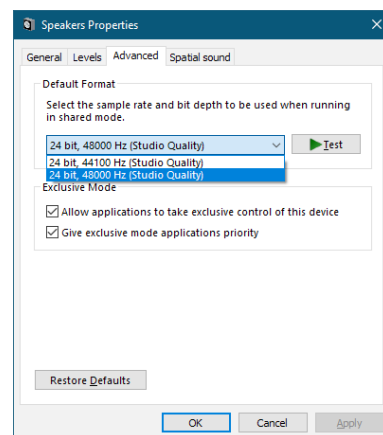 Speakers Properties
General Levels Advanced Spatial sound
Default Format
Select the sample rate and bit depth to be used when running
in shared mode.
24 bit, 48000 Hz (Studio Quality)
Test
24 bit, 44100 Hz (Studio Quality)
24 bit, 48000 Hz (Studio Quality)
Exclusive Mode
Allow applications to take exclusive control of this device
Give exclusive mode applications priority
Restore Defaults
OK Cancel Apply